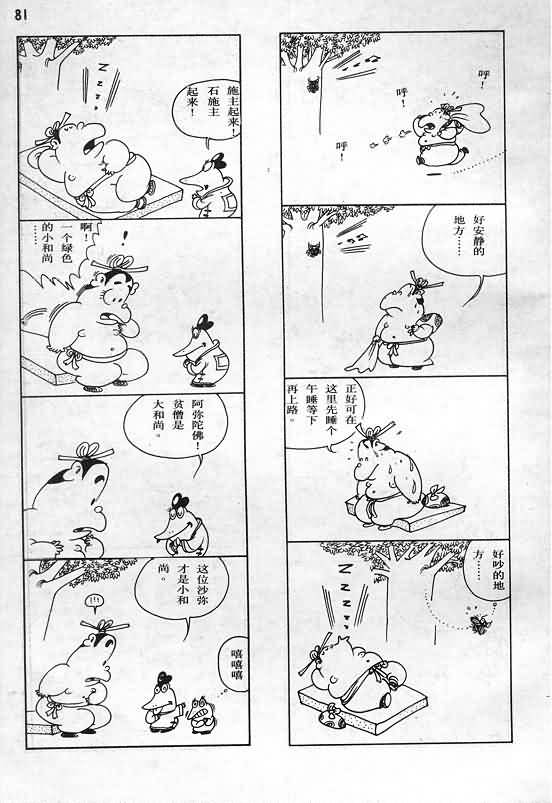 81
呼！
呼！
呼！
好安静的
地方……
正好可在
这里先睡个
午睡等下
再上路。
好吵的地
方……
Z Z Z Z
施主起来！
石施主
起来！
Z Z Z Z
！
啊！
一个绿色
的小和尚
……
阿弥陀佛！
贫僧是
大和尚。
这位沙弥
才是小和
尚。
!!!
嘻嘻嘻